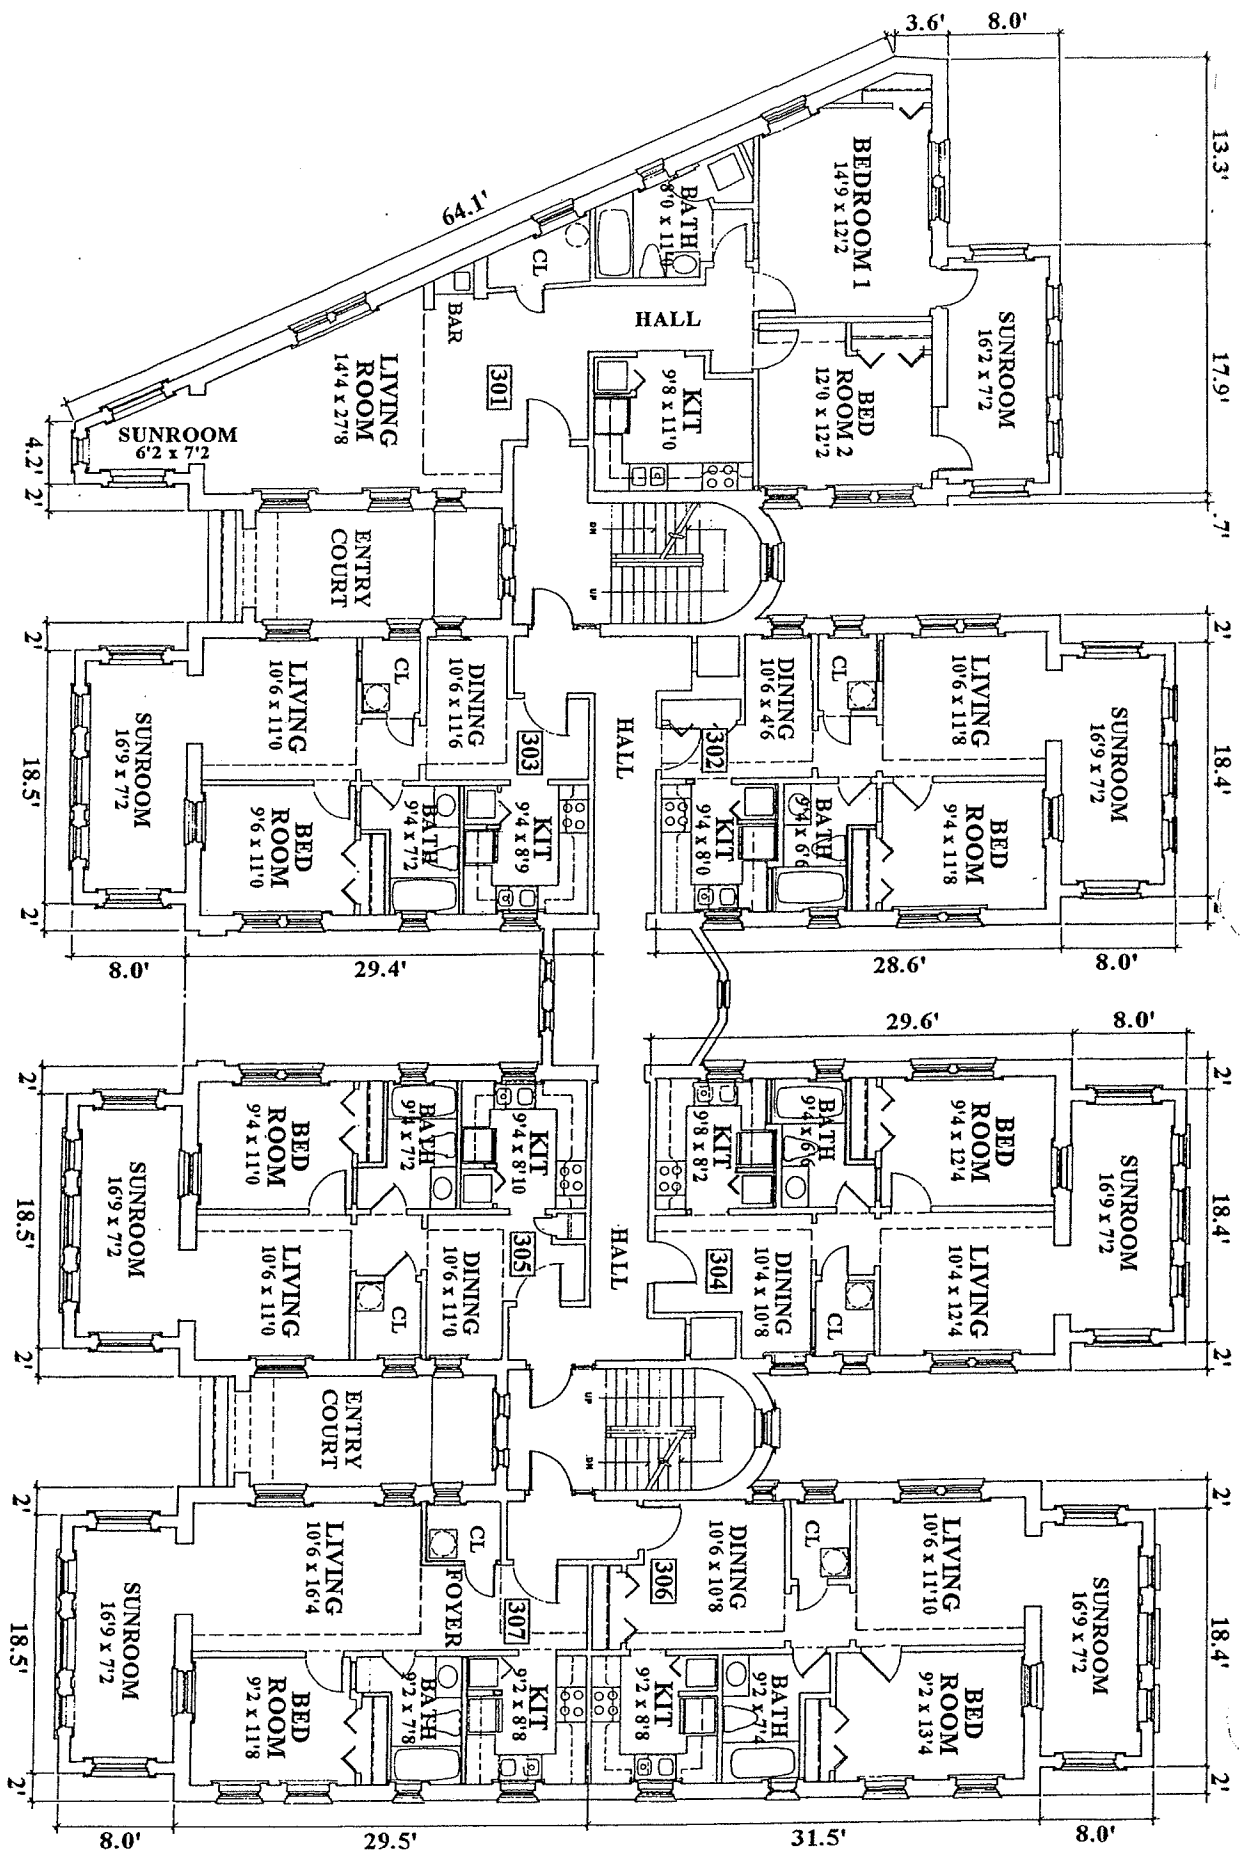 3.6'
8.0'
13.3'
17.9'
.7'
64.1'
4.2'
2'
BEDROOM 1
14'9 x 12'2
BATH
8'0 x 11'0
CL
BAR
HALL
SUNROOM
16'2 x 7'2
LIVING
ROOM
14'4 x 27'8
301
KIT
9'8 x 11'0
BED
ROOM 2
12'0 x 12'2
SUNROOM
6'2 x 7'2
ENTRY
COURT
DN
UP
2'
18.5'
2'
SUNROOM
16'9 x 7'2
LIVING
10'6 x 11'0
CL
DINING
10'6 x 11'6
303
BED
ROOM
9'6 x 11'0
BATH
9'4 x 7'2
KIT
9'4 x 8'9
HALL
302
DINING
10'6 x 4'6
CL
LIVING
10'6 x 11'8
SUNROOM
16'9 x 7'2
KIT
9'4 x 8'0
BATH
9'4 x 6'6
BED
ROOM
9'4 x 11'8
2'
18.4'
2'
8.0'
29.4'
28.6'
8.0'
29.6'
8.0'
2'
18.5'
2'
SUNROOM
16'9 x 7'2
BED
ROOM
9'4 x 11'0
BATH
9'4 x 7'2
KIT
9'4 x 8'10
LIVING
10'6 x 11'0
CL
DINING
10'6 x 11'0
305
HALL
KIT
9'8 x 8'2
BATH
9'4 x 6'6
BED
ROOM
9'4 x 12'4
304
DINING
10'4 x 10'8
CL
LIVING
10'4 x 12'4
SUNROOM
16'9 x 7'2
2'
18.4'
2'
ENTRY
COURT
UP
DN
2'
18.5'
2'
SUNROOM
16'9 x 7'2
LIVING
10'6 x 16'4
CL
FOYER
307
BED
ROOM
9'2 x 11'8
BATH
9'2 x 7'8
KIT
9'2 x 8'8
306
DINING
10'6 x 10'8
CL
LIVING
10'6 x 11'10
SUNROOM
16'9 x 7'2
KIT
9'2 x 8'8
BATH
9'2 x 7'4
BED
ROOM
9'2 x 13'4
2'
18.4'
2'
8.0'
29.5'
31.5'
8.0'